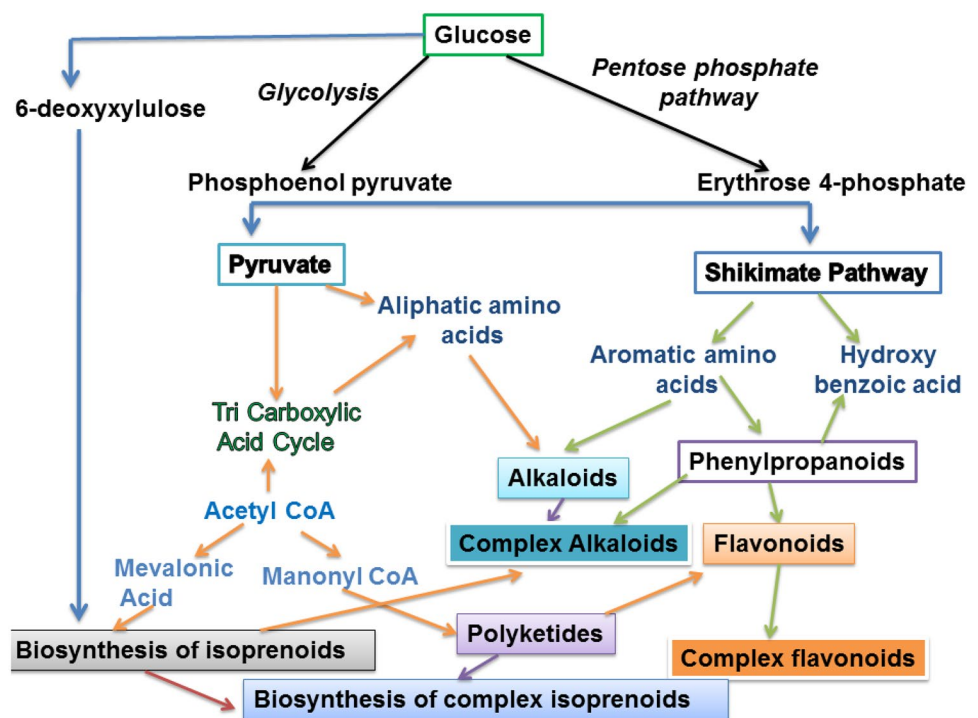 Glucose
Glycolysis
Pentose phosphate
pathway
6-deoxyxylulose
Phosphoenol pyruvate
Erythrose 4-phosphate
Pyruvate
Shikimate Pathway
Aliphatic amino
acids
Aromatic amino
acids
Hydroxy
benzoic acid
Tri Carboxylic
Acid Cycle
Alkaloids
Phenylpropanoids
Acetyl CoA
Complex Alkaloids
Flavonoids
Mevalonic
Acid
Manonyl CoA
Biosynthesis of isoprenoids
Polyketides
Complex flavonoids
Biosynthesis of complex isoprenoids